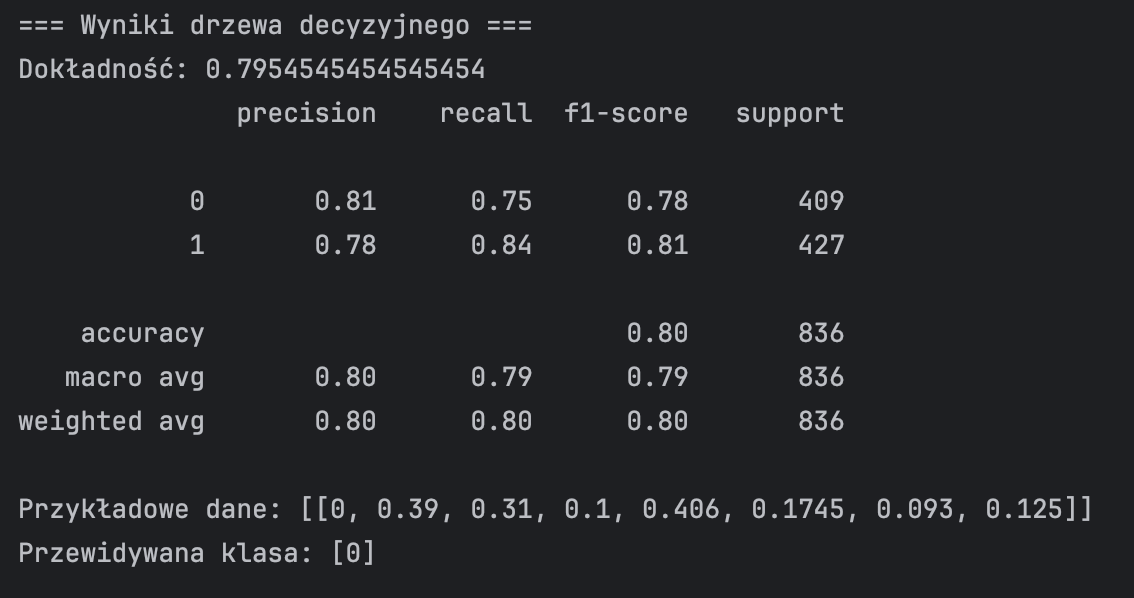 === Wyniki drzewa decyzyjnego ===
Dokładność: 0.7954545454545454
precision recall f1-score support
0 0.81 0.75 0.78 409
1 0.78 0.84 0.81 427
accuracy 0.80 836
macro avg 0.80 0.79 0.79 836
weighted avg 0.80 0.80 0.80 836
Przykładowe dane: [[0, 0.39, 0.31, 0.1, 0.406, 0.1745, 0.093, 0.125]]
Przewidywana klasa: [0]